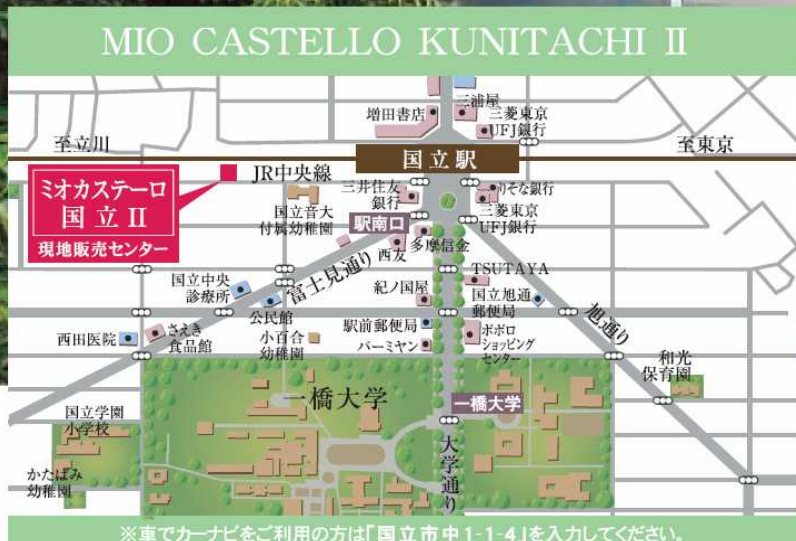 MIO CASTELLO KUNITACHI II
増田書店
三浦屋
三菱東京
UFJ銀行
至立川
国立駅
至東京
JR中央線
ミオカステーロ
国立II
現地販売センター
国立音大
付属幼稚園
三井住友
銀行
駅南口
りそな銀行
三菱東京
UFJ銀行
多摩信金
西友
富士見通り
TSUTAYA
国立中央
診療所
紀ノ国屋
国立旭通
郵便局
旭通り
公民館
駅前郵便局
西田医院
さえき
食品館
小百合
幼稚園
バーミヤン
ポポロ
ショッピング
センター
和光
保育園
一橋大学
一橋大学
国立学園
小学校
大学通り
かたばみ
幼稚園
※車でカーナビをご利用の方は「国立市中1-1-4」を入力してください。